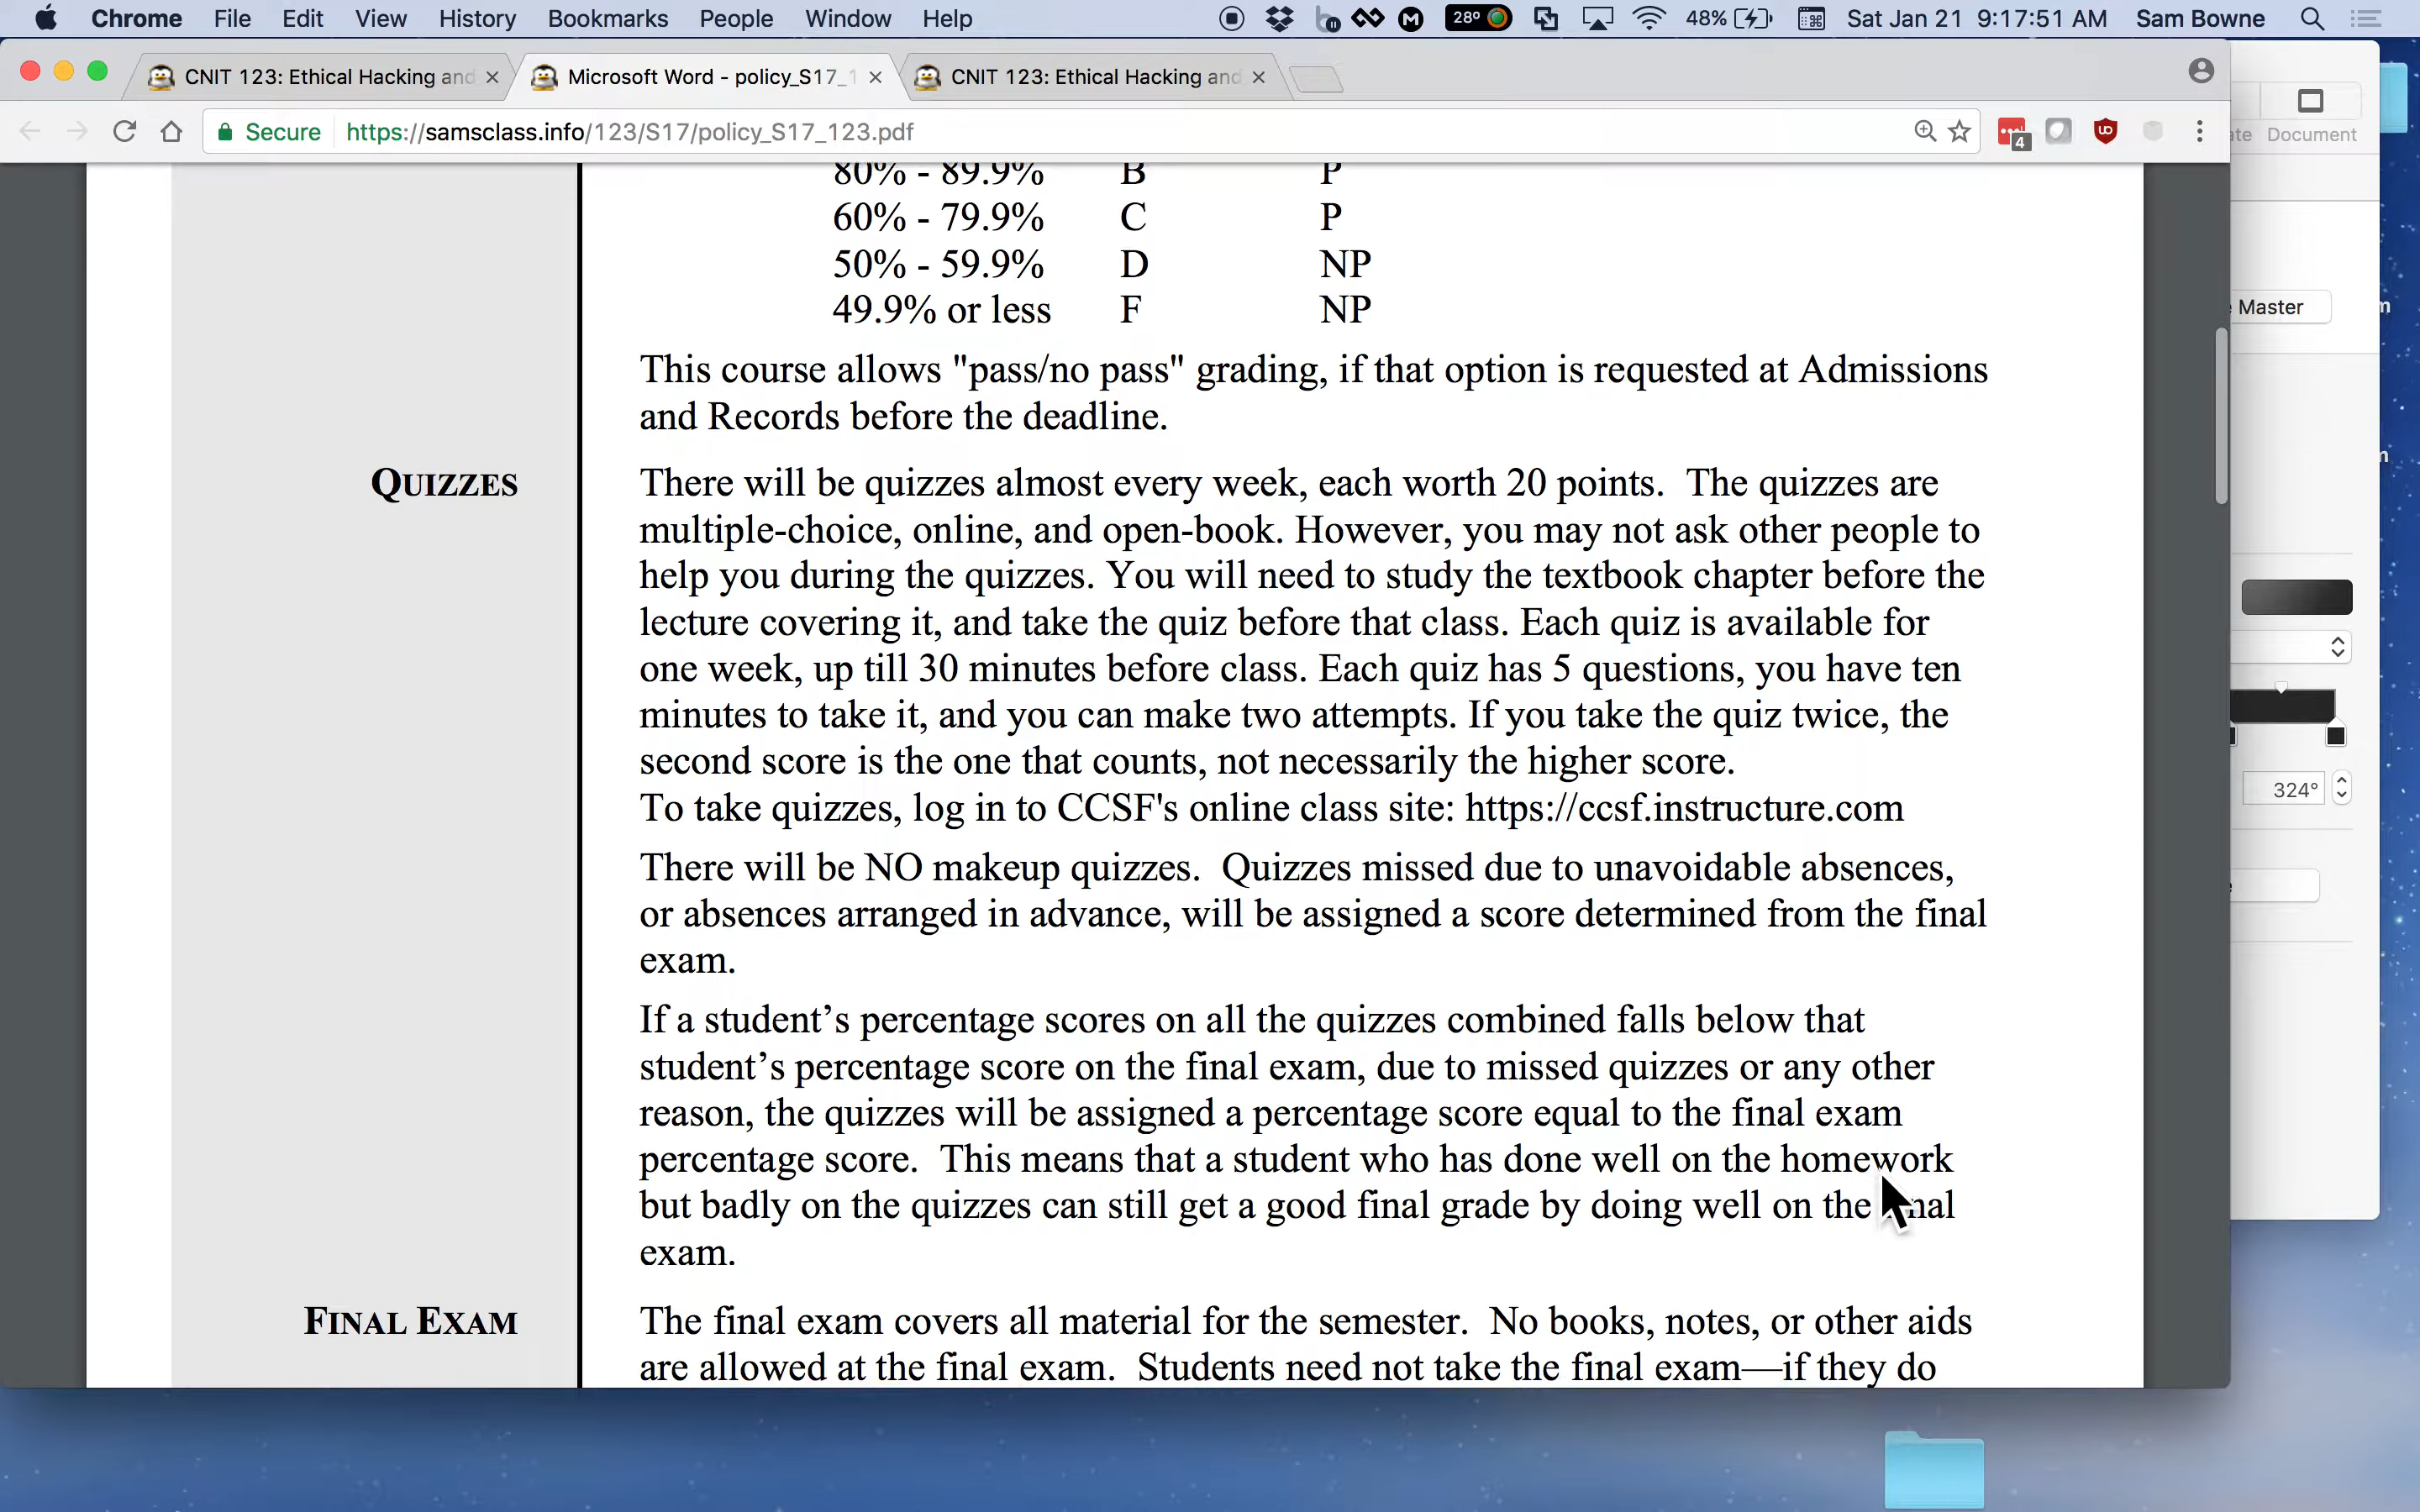 Chrome File Edit View History Bookmarks People Window Help 28° 48% Sat Jan 21 9:17:51 AM Sam Bowne
CNIT 123: Ethical Hacking and Microsoft Word - policy_S17_1 CNIT 123: Ethical Hacking and
Secure https://samsclass.info/123/S17/policy_S17_123.pdf 4
Document
80% - 89.9% B P
60% - 79.9% C P
50% - 59.9% D NP
49.9% or less F NP
Master
This course allows "pass/no pass" grading, if that option is requested at Admissions
and Records before the deadline.
QUIZZES
There will be quizzes almost every week, each worth 20 points. The quizzes are
multiple-choice, online, and open-book. However, you may not ask other people to
help you during the quizzes. You will need to study the textbook chapter before the
lecture covering it, and take the quiz before that class. Each quiz is available for
one week, up till 30 minutes before class. Each quiz has 5 questions, you have ten
minutes to take it, and you can make two attempts. If you take the quiz twice, the
second score is the one that counts, not necessarily the higher score.
To take quizzes, log in to CCSF's online class site: https://ccsf.instructure.com
324°
There will be NO makeup quizzes. Quizzes missed due to unavoidable absences,
or absences arranged in advance, will be assigned a score determined from the final
exam.
If a student’s percentage scores on all the quizzes combined falls below that
student’s percentage score on the final exam, due to missed quizzes or any other
reason, the quizzes will be assigned a percentage score equal to the final exam
percentage score. This means that a student who has done well on the homework
but badly on the quizzes can still get a good final grade by doing well on the final
exam.
FINAL EXAM
The final exam covers all material for the semester. No books, notes, or other aids
are allowed at the final exam. Students need not take the final exam—if they do